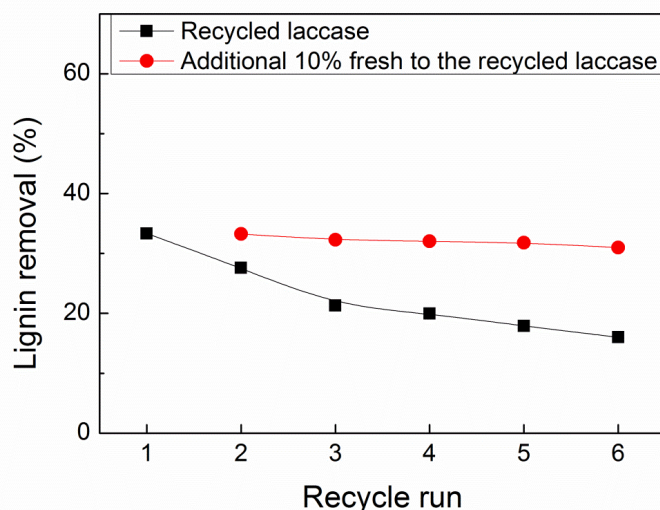 Recycled laccase
Additional 10% fresh to the recycled laccase
Lignin removal (%)
60
40
20
0
1 2 3 4 5 6
Recycle run